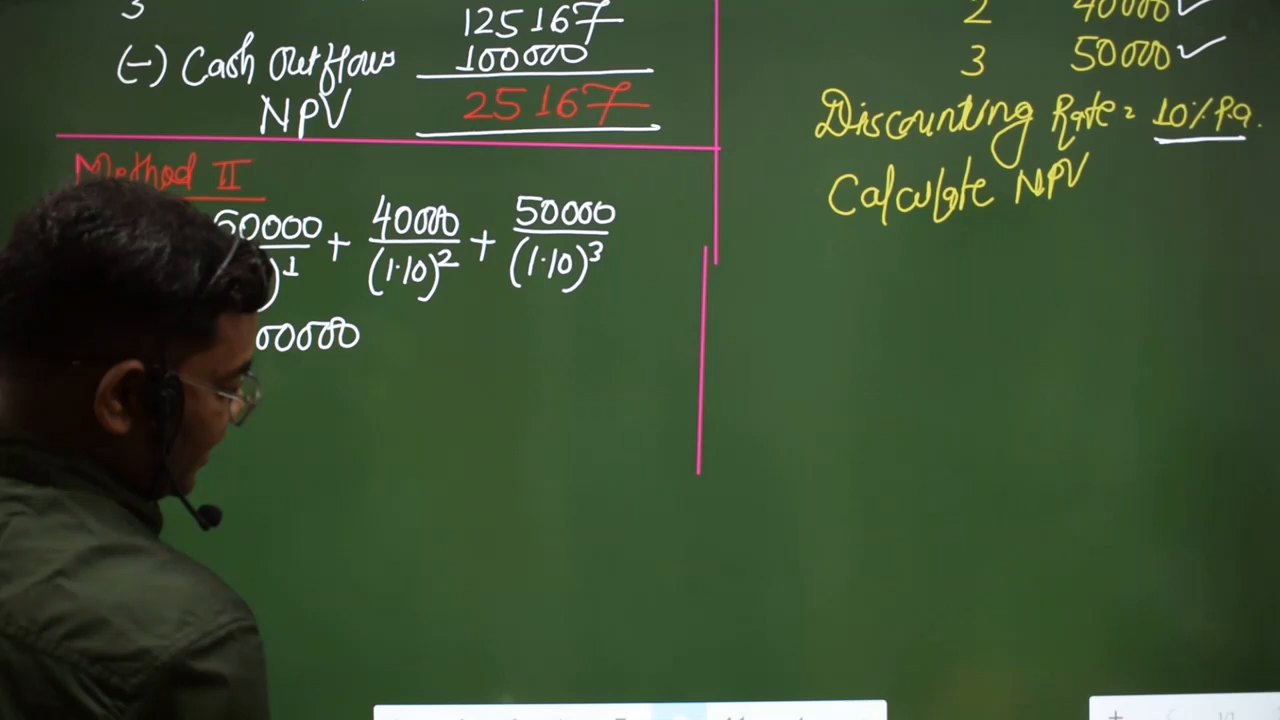 3
125167
(-) Cash Outflows 100000
NPV 25167
Method II
50000 + 40000 + 50000
)¹ (1.10)² (1.10)³
00000
2 40000 ✓
3 50000 ✓
Discounting Rate = 10% P.a.
Calculate NPV